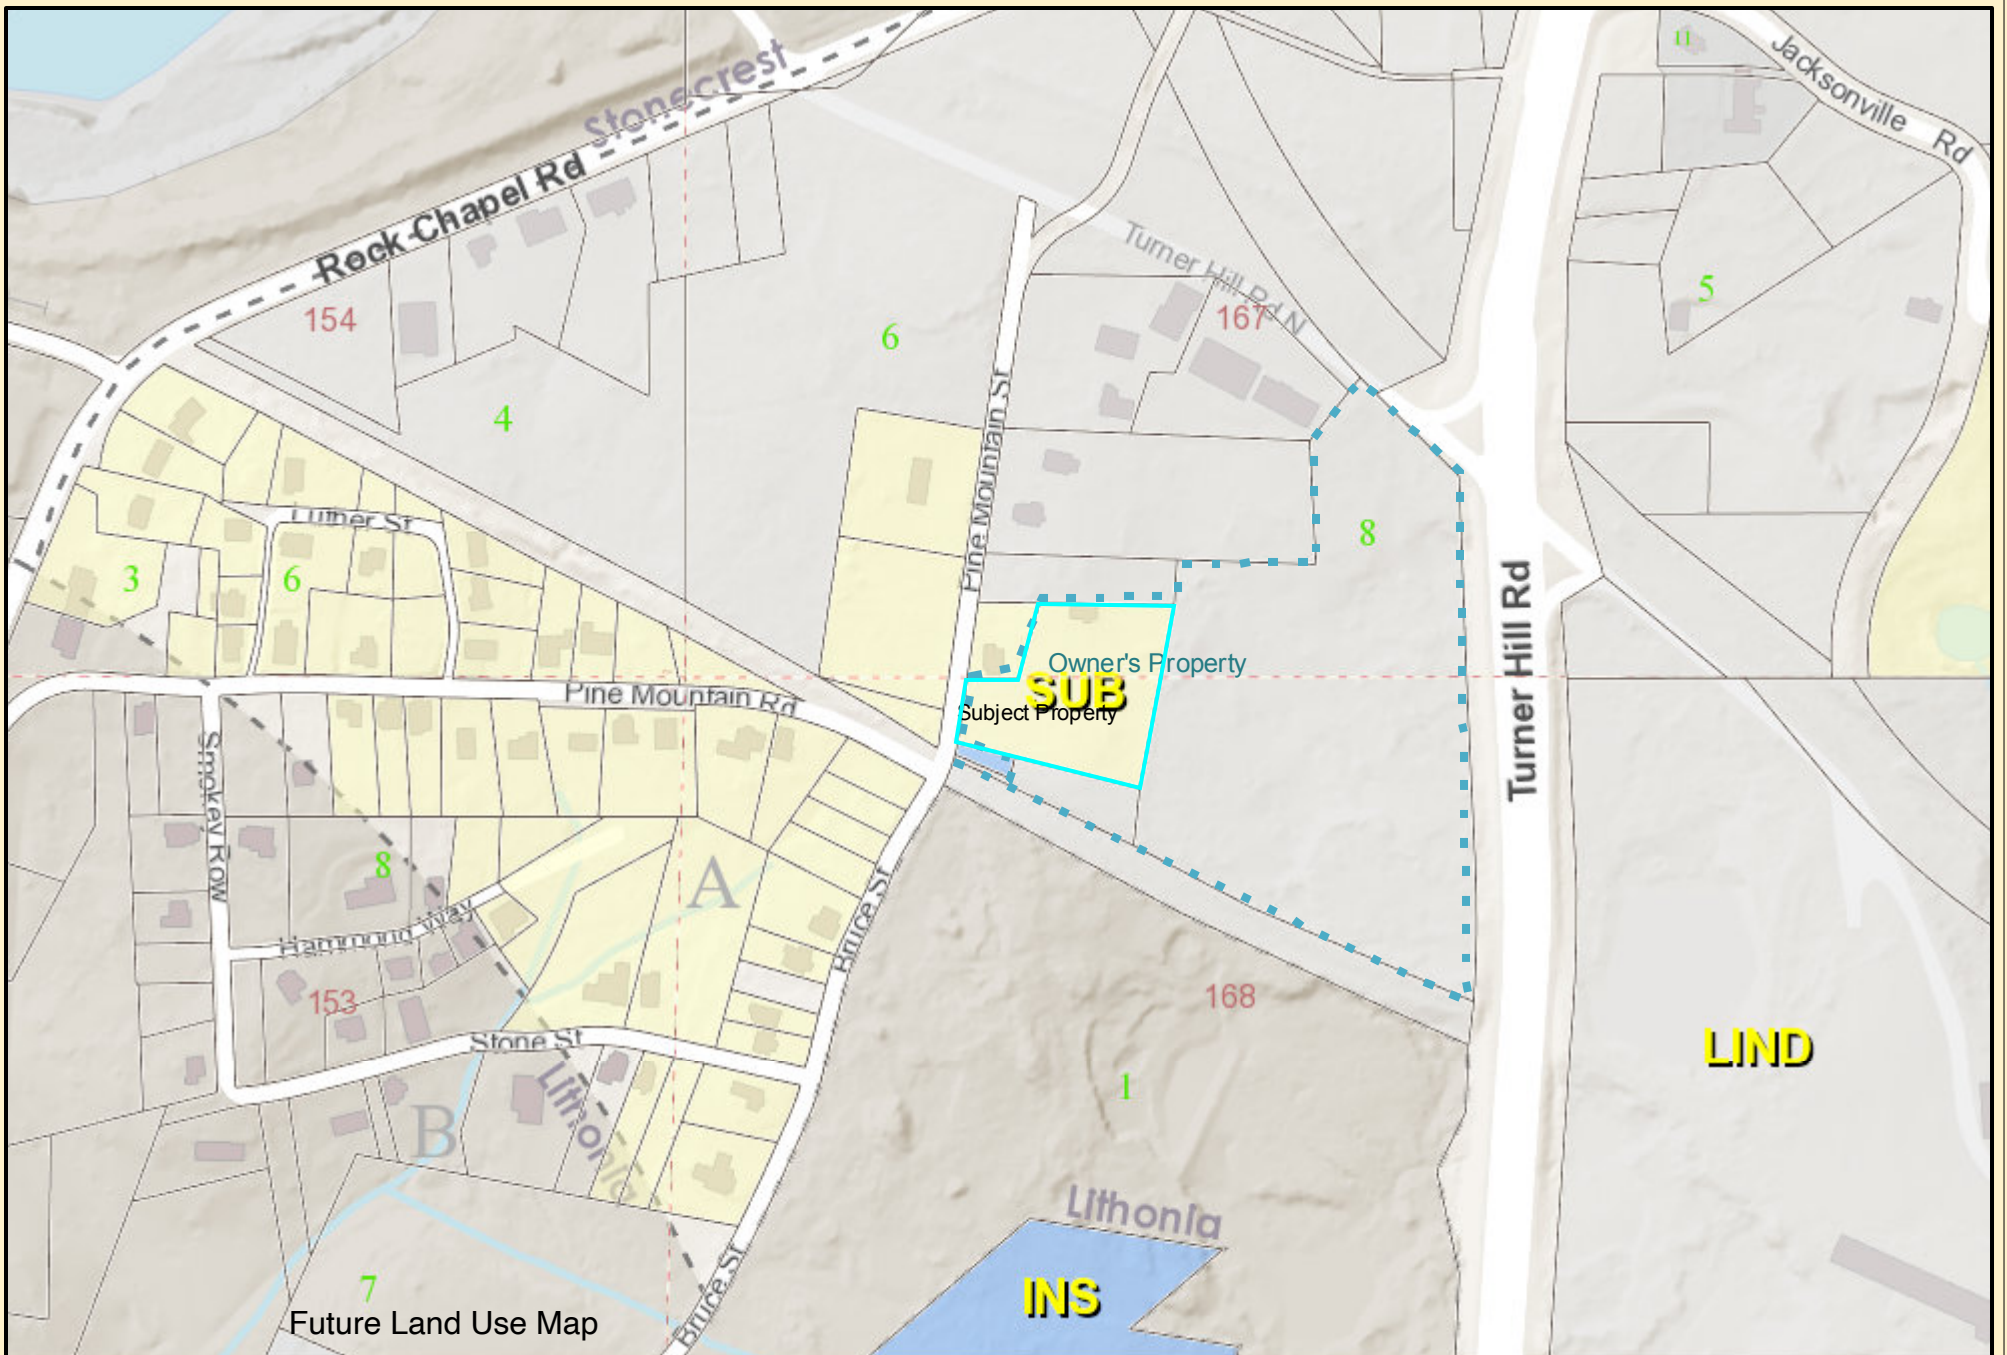 Stonecrest
Rock Chapel Rd
Jacksonville Rd
11
154
6
Turner Hill Rd N
167
5
4
Pine Mountain St
Luther St
3
6
8
Owner's Property
SUB
Subject Property
Turner Hill Rd
Pine Mountain Rd
Smokey Row
8
A
Hammond Way
Bruce St
153
168
Stone St
LIND
1
B
Lithonia
Lithonia
INS
7
Bruce St
Future Land Use Map